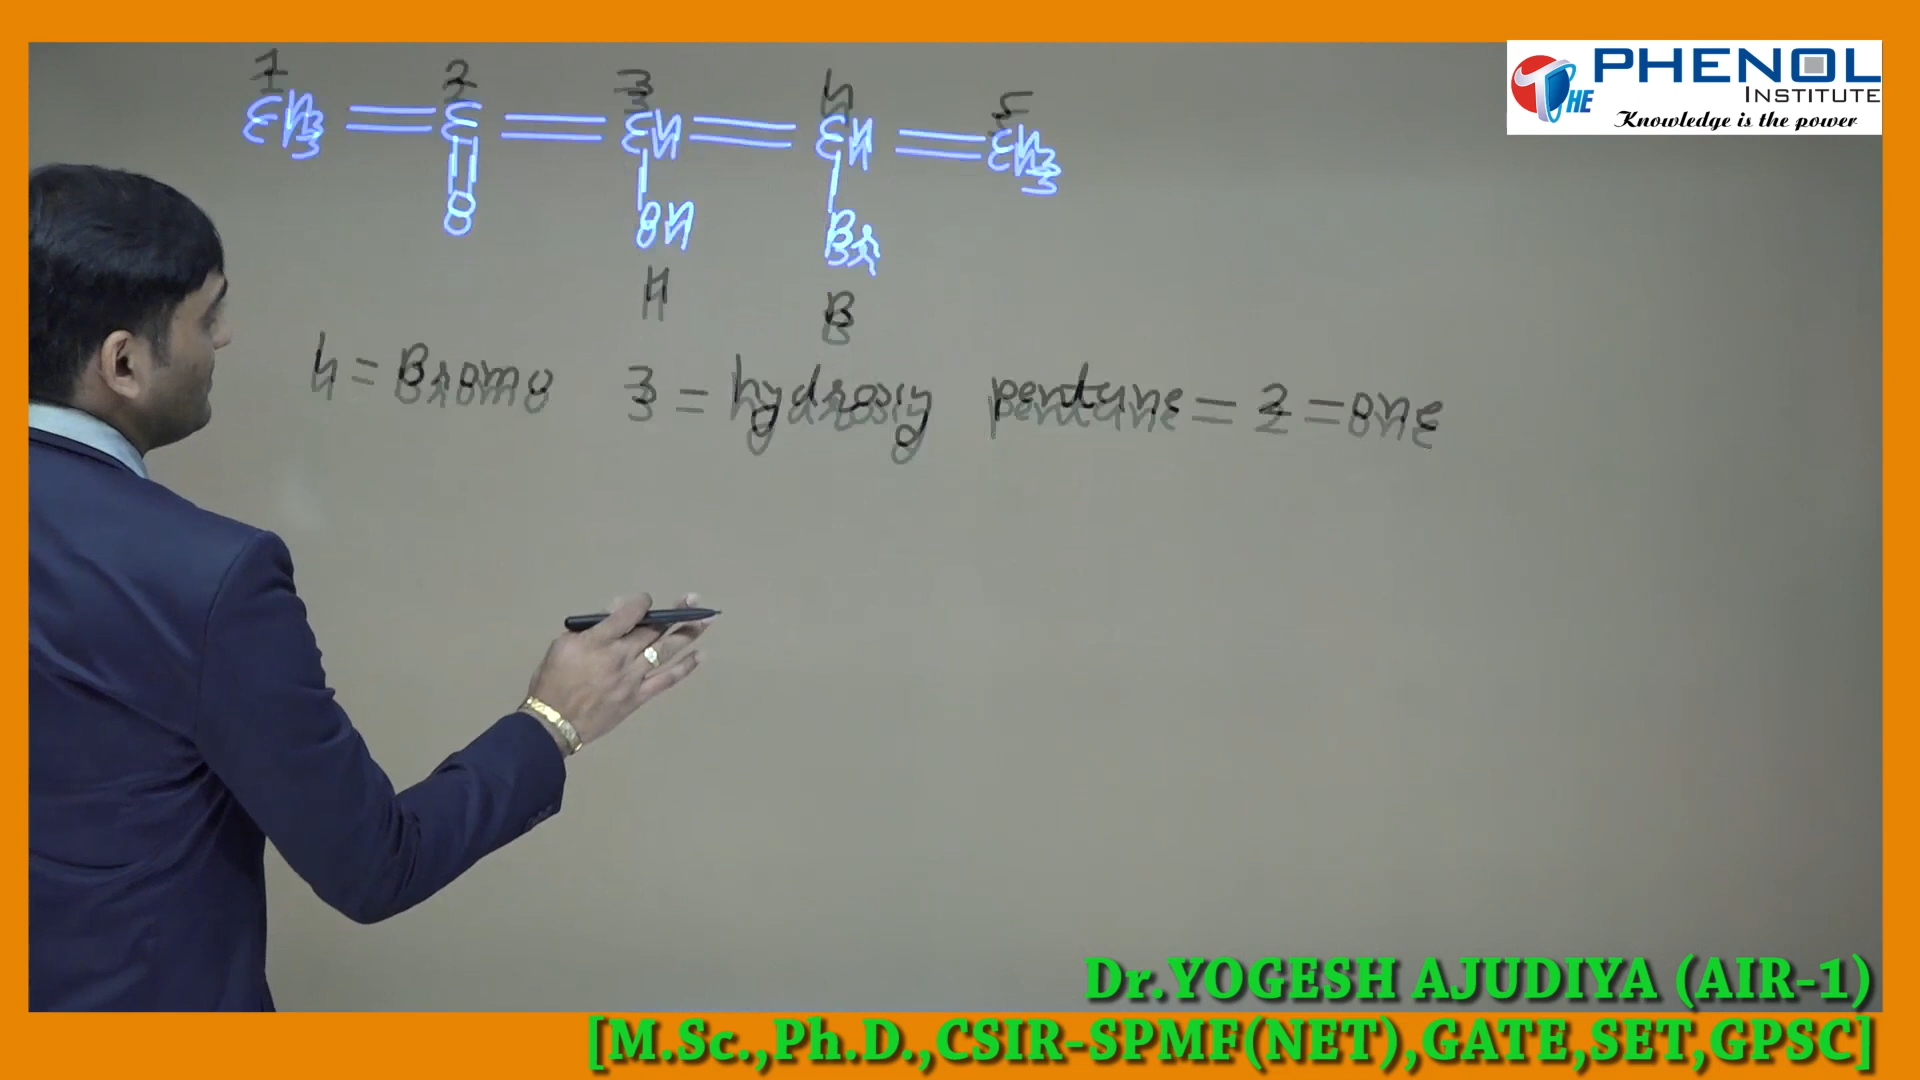 1 2 3 4 5
CH3 — C — CH — CH — CH3
O OH Br
H B
4 - Bromo 3 - hydroxy pentane - 2 - one
THE PHENOL
INSTITUTE
Knowledge is the power
Dr.YOGESH AJUDIYA (AIR-1)
[M.Sc.,Ph.D.,CSIR-SPMF(NET),GATE,SET,GPSC]